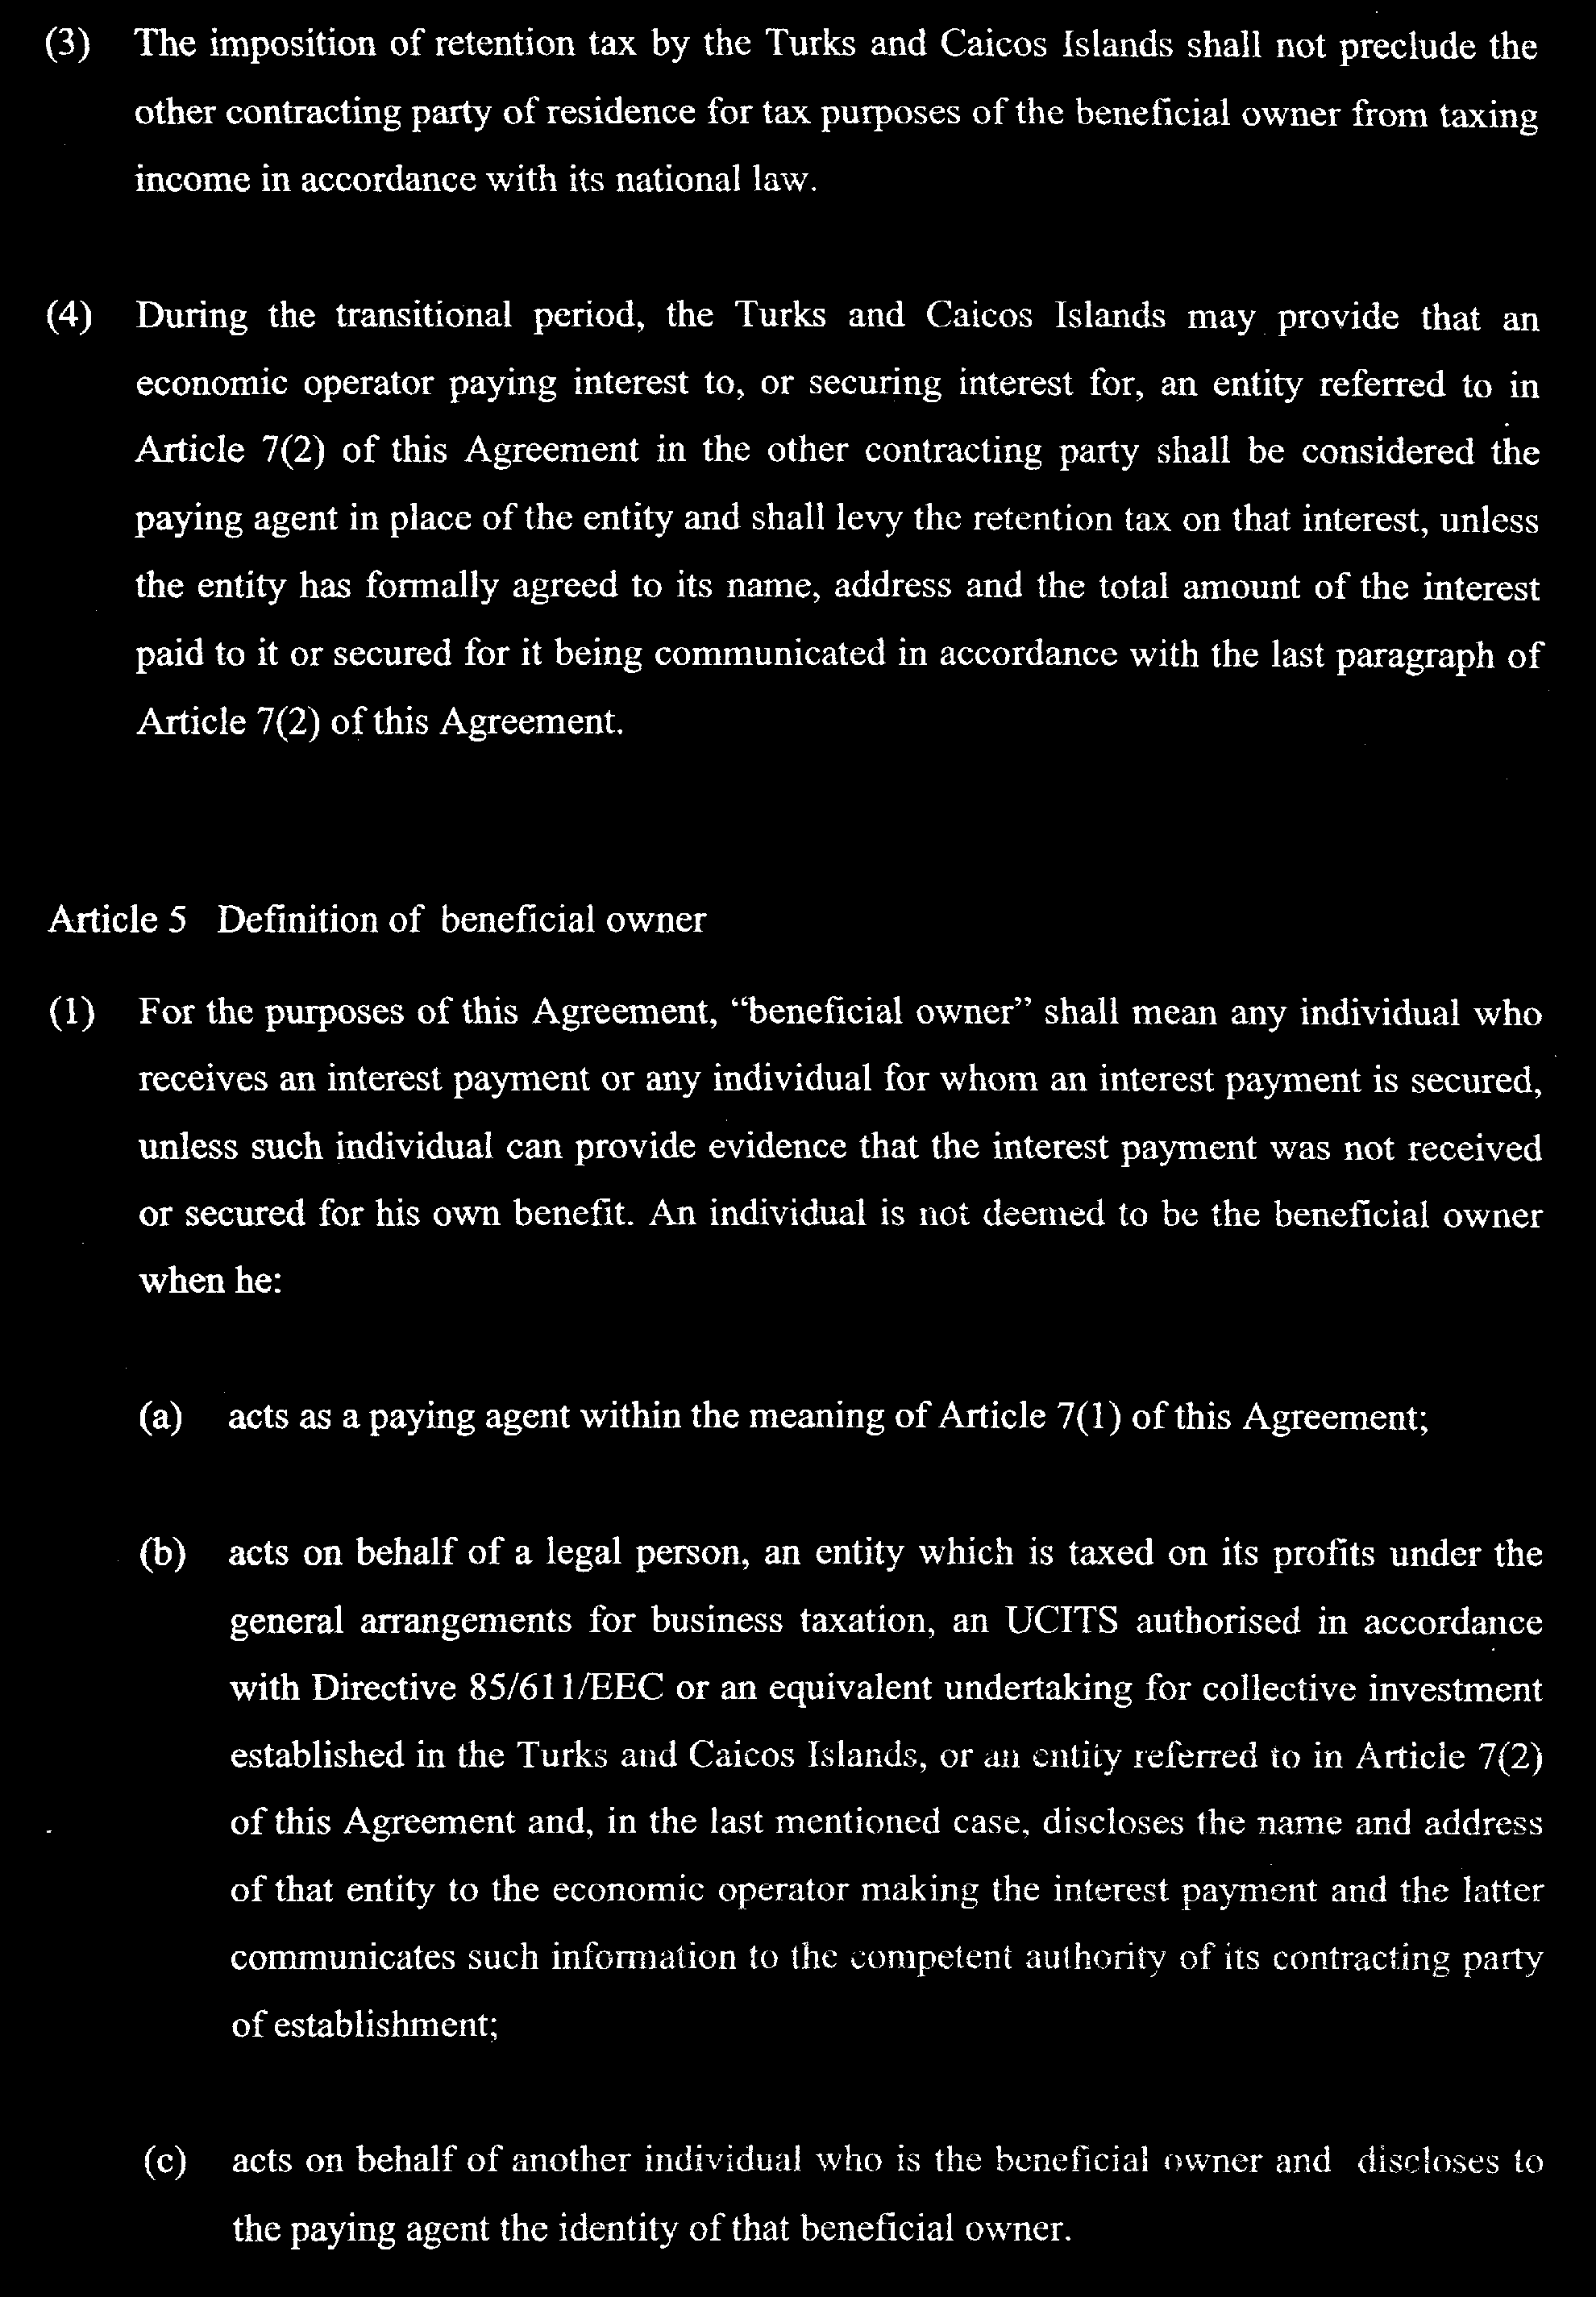 (3) The imposition of retention tax by the Turks and Caicos Islands shall not preclude the
other contracting party of residence for tax purposes of the beneficial owner from taxing
income in accordance with its national law.
(4) During the transitional period, the Turks and Caicos Islands may provide that an
economic operator paying interest to, or securing interest for, an entity referred to in
Article 7(2) of this Agreement in the other contracting party shall be considered the
paying agent in place of the entity and shall levy the retention tax on that interest, unless
the entity has formally agreed to its name, address and the total amount of the interest
paid to it or secured for it being communicated in accordance with the last paragraph of
Article 7(2) of this Agreement.
Article 5 Definition of beneficial owner
(1) For the purposes of this Agreement, “beneficial owner” shall mean any individual who
receives an interest payment or any individual for whom an interest payment is secured,
unless such individual can provide evidence that the interest payment was not received
or secured for his own benefit. An individual is not deemed to be the beneficial owner
when he:
(a) acts as a paying agent within the meaning of Article 7(1) of this Agreement;
(b) acts on behalf of a legal person, an entity which is taxed on its profits under the
general arrangements for business taxation, an UCITS authorised in accordance
with Directive 85/611/EEC or an equivalent undertaking for collective investment
established in the Turks and Caicos Islands, or an entity referred to in Article 7(2)
of this Agreement and, in the last mentioned case, discloses the name and address
of that entity to the economic operator making the interest payment and the latter
communicates such information to the competent authority of its contracting party
of establishment;
(c) acts on behalf of another individual who is the beneficial owner and discloses to
the paying agent the identity of that beneficial owner.